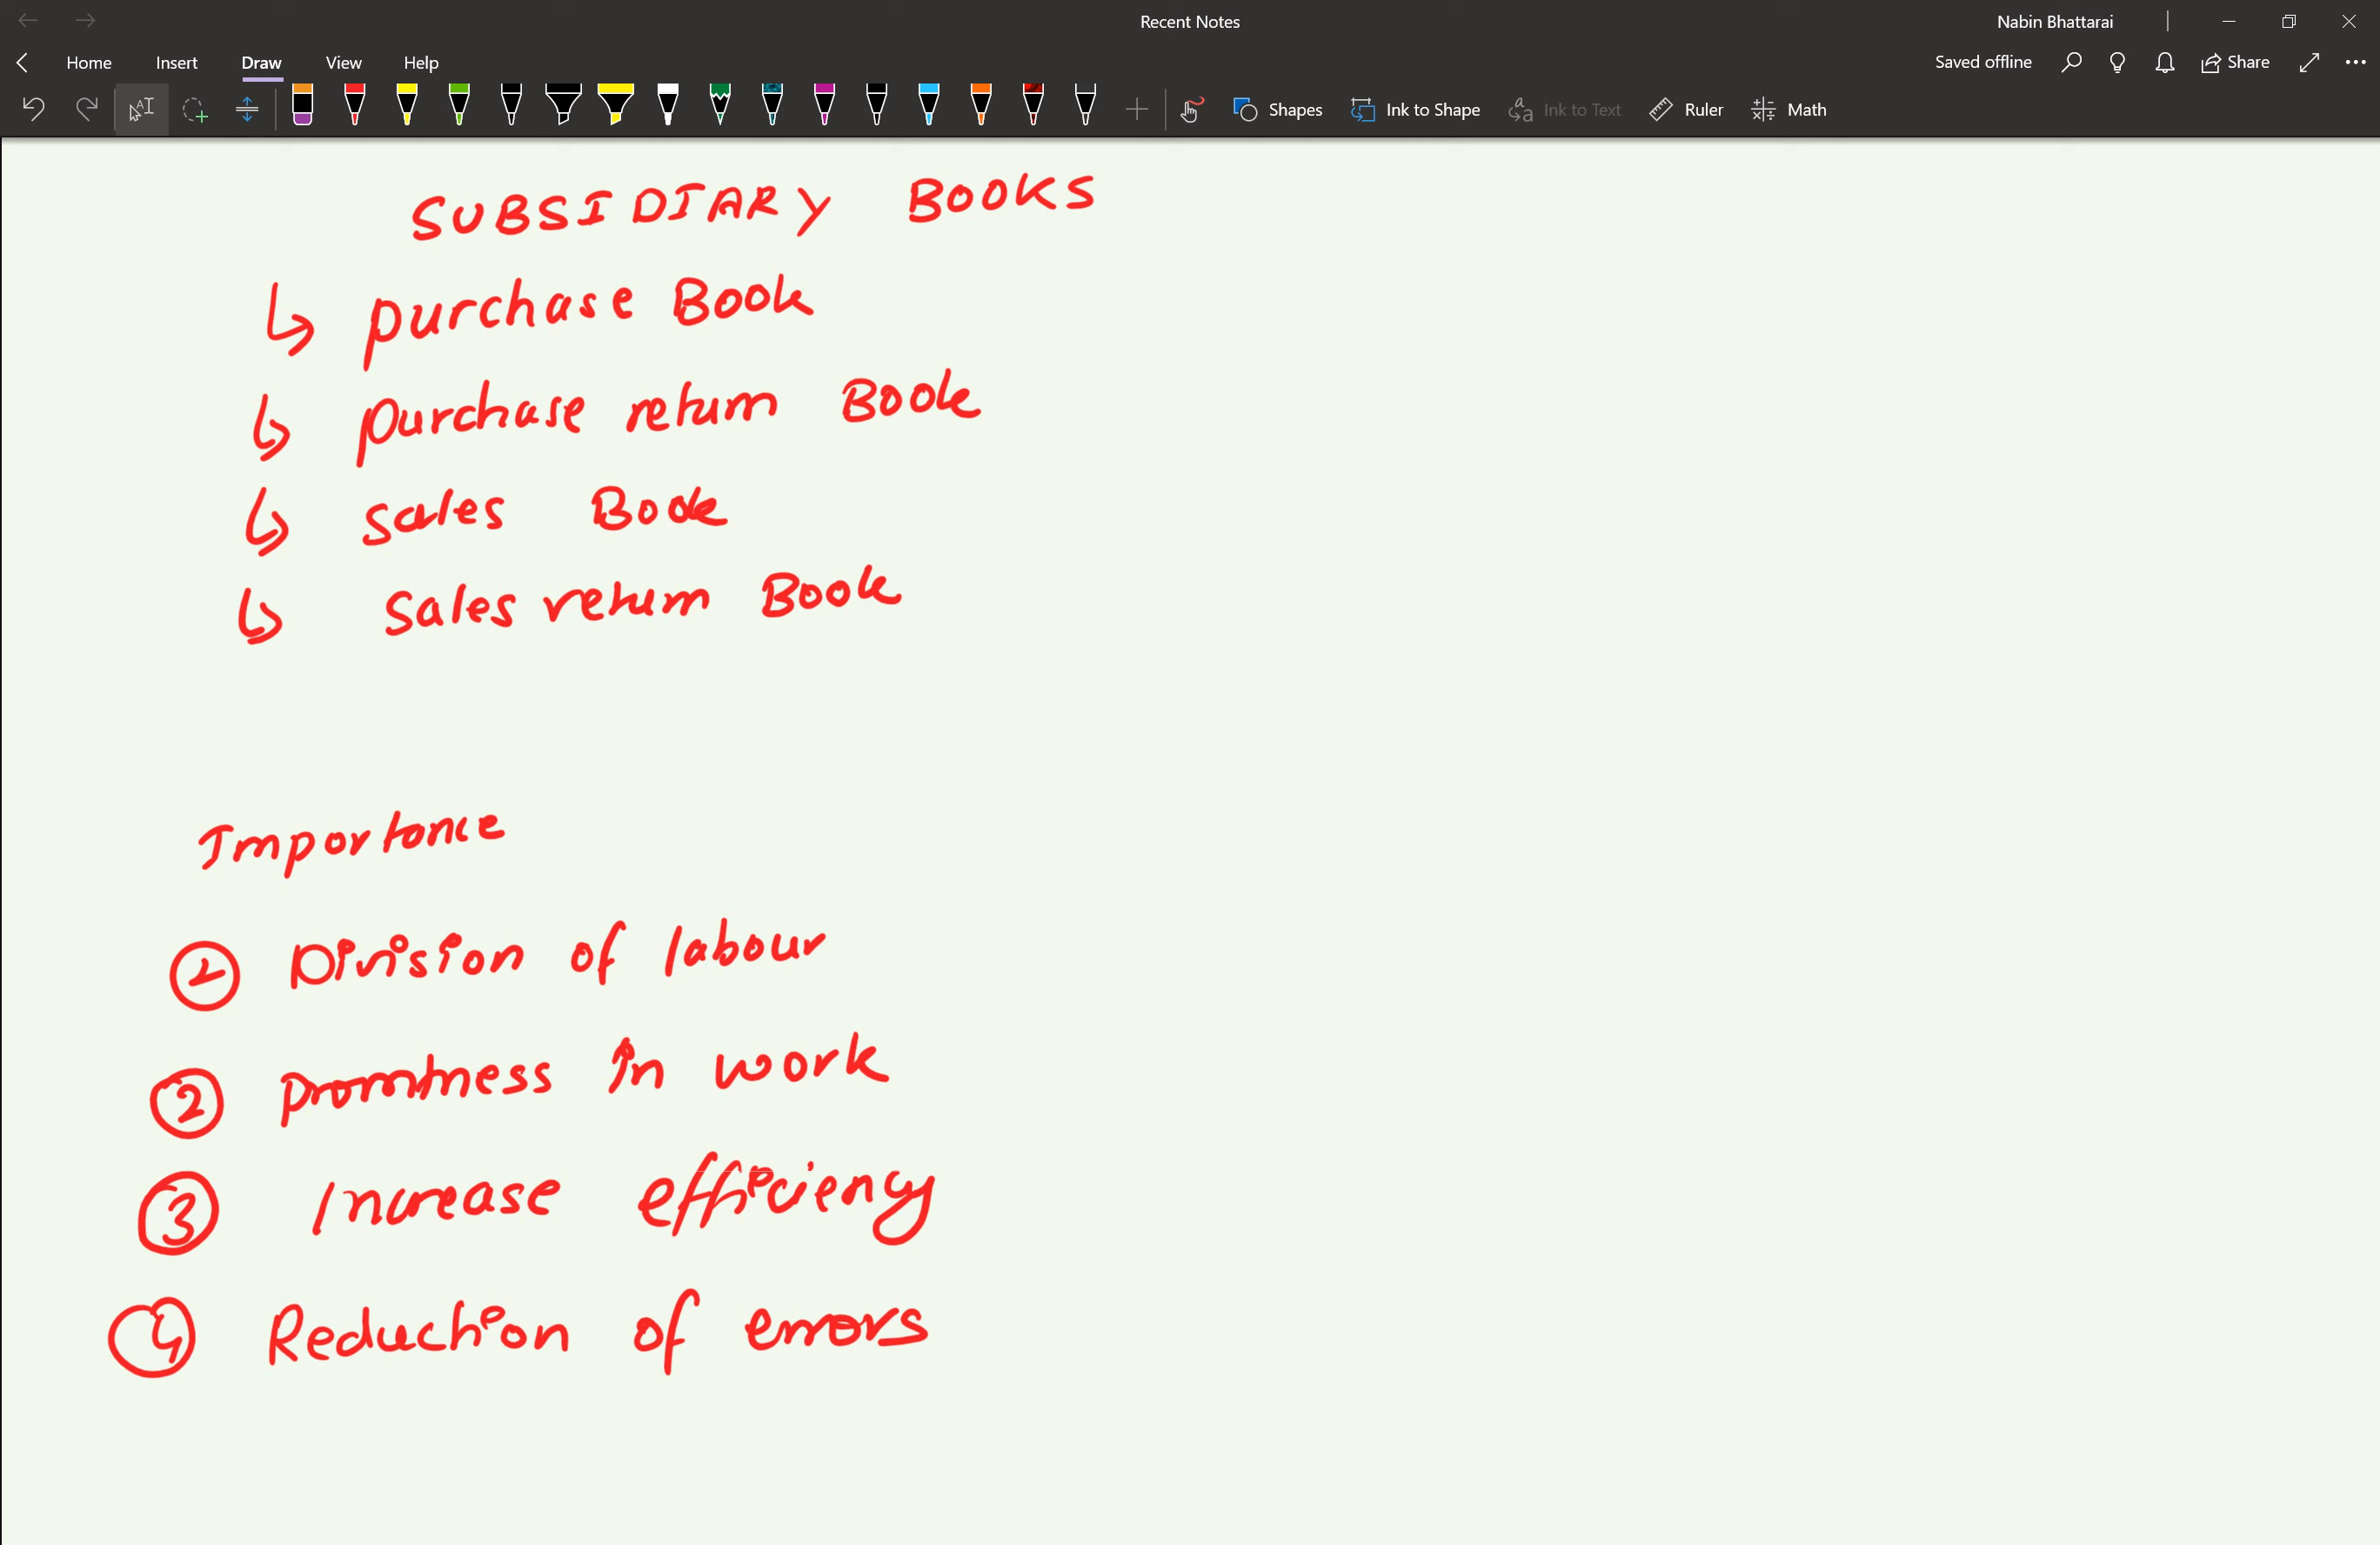 Recent Notes
Nabin Bhattarai
Home Insert Draw View Help
Saved offline
Share
Shapes Ink to Shape Ink to Text Ruler Math
SUBSIDIARY BOOKS
purchase Book
purchase return Book
sales Book
sales return Book
Importance
1 Division of labour
2 promtness in work
3 Increase efficiency
4 Reduction of errors